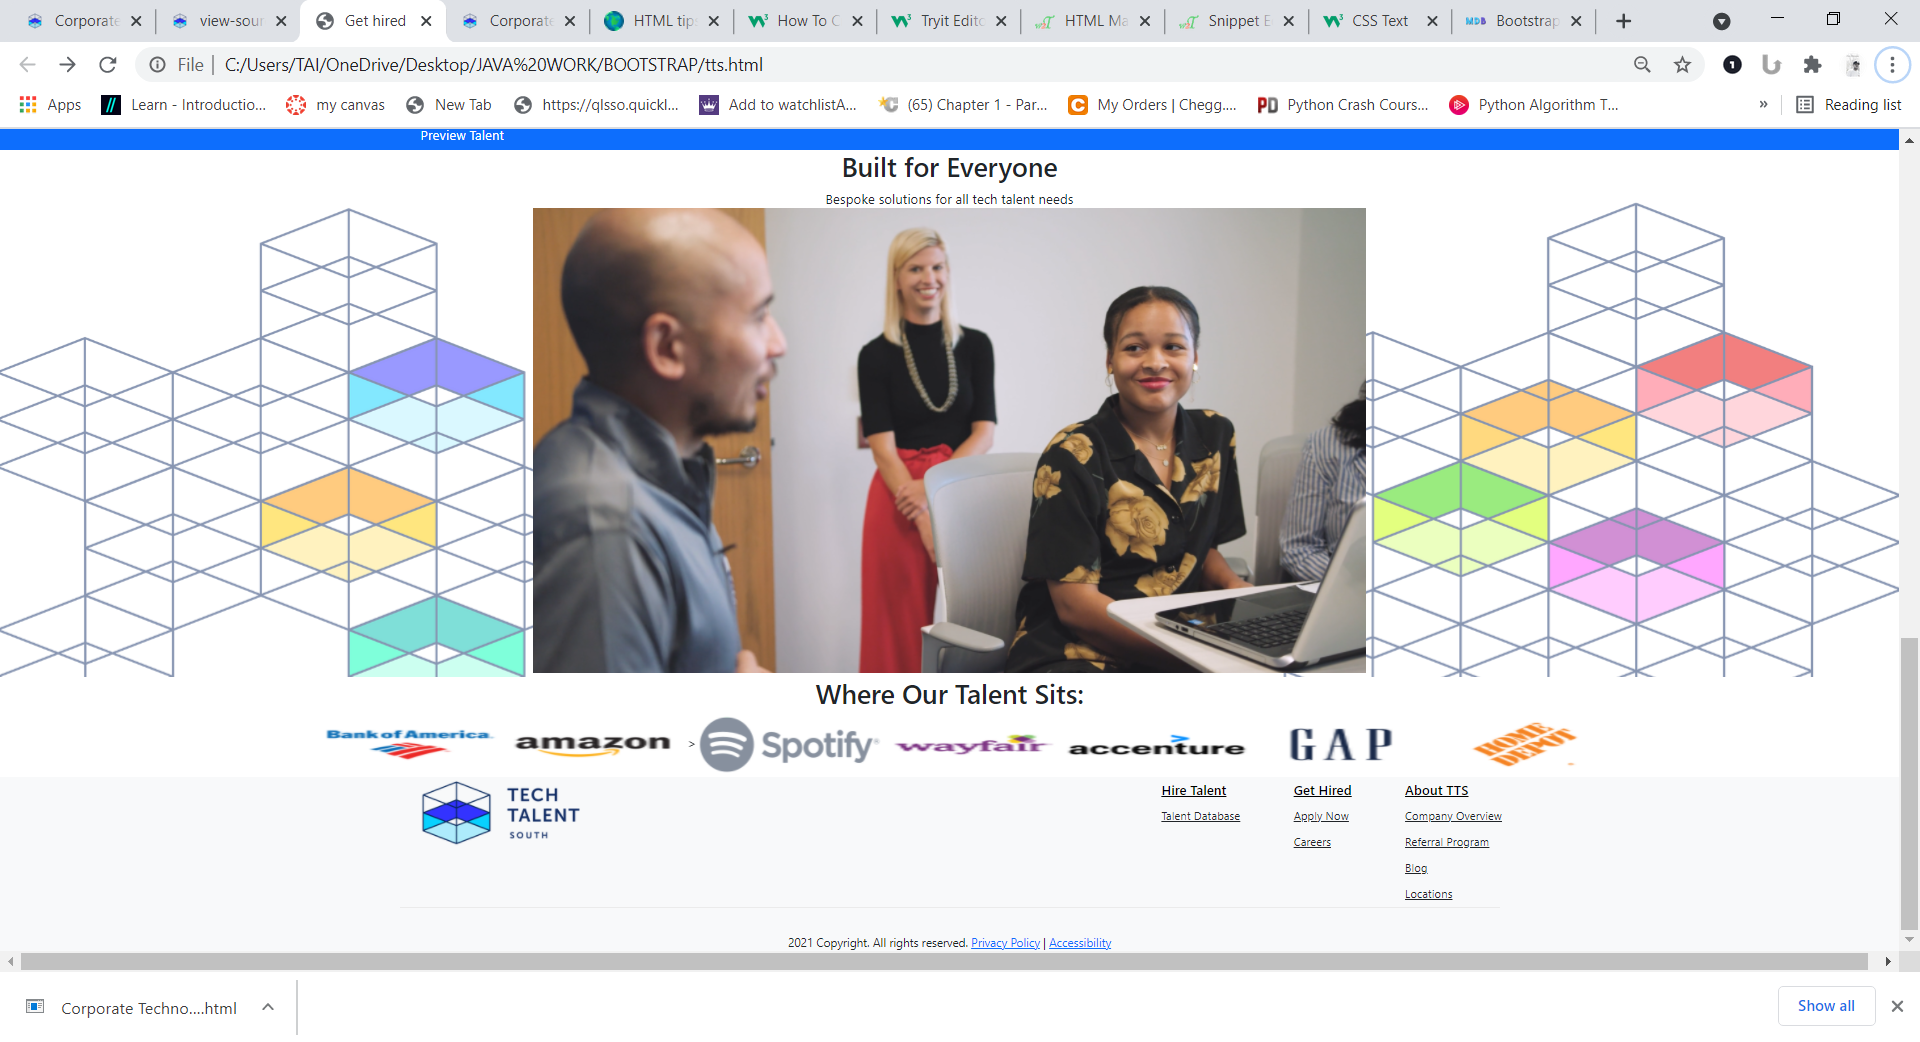 Corporate
view-sour
Get hired
Corporate
HTML tip
How To C
Tryit Edito
HTML Ma
Snippet E
CSS Text
Bootstrap
File | C:/Users/TAI/OneDrive/Desktop/JAVA%20WORK/BOOTSTRAP/tts.html
Apps
Learn - Introductio...
my canvas
New Tab
https://qlsso.quickl...
Add to watchlistA...
(65) Chapter 1 - Par...
My Orders | Chegg....
Python Crash Cours...
Python Algorithm T...
»
Reading list
Preview Talent
Built for Everyone
Bespoke solutions for all tech talent needs
Where Our Talent Sits:
Bank of America
amazon
>
Spotify
wayfair
accenture
GAP
HOME DEPOT
TECH
TALENT
SOUTH
Hire Talent
Talent Database
Get Hired
Apply Now
Careers
About TTS
Company Overview
Referral Program
Blog
Locations
2021 Copyright. All rights reserved. Privacy Policy | Accessibility
Corporate Techno....html
Show all